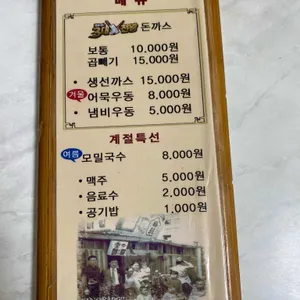 메뉴
돈까스
보통 10,000원
곱빼기 15,000원
• 생선까스 15,000원
겨울 어묵우동 8,000원
• 냄비우동 5,000원
계절특선
여름 모밀국수 8,000원
• 맥주 5,000원
• 음료수 2,000원
• 공기밥 1,000원